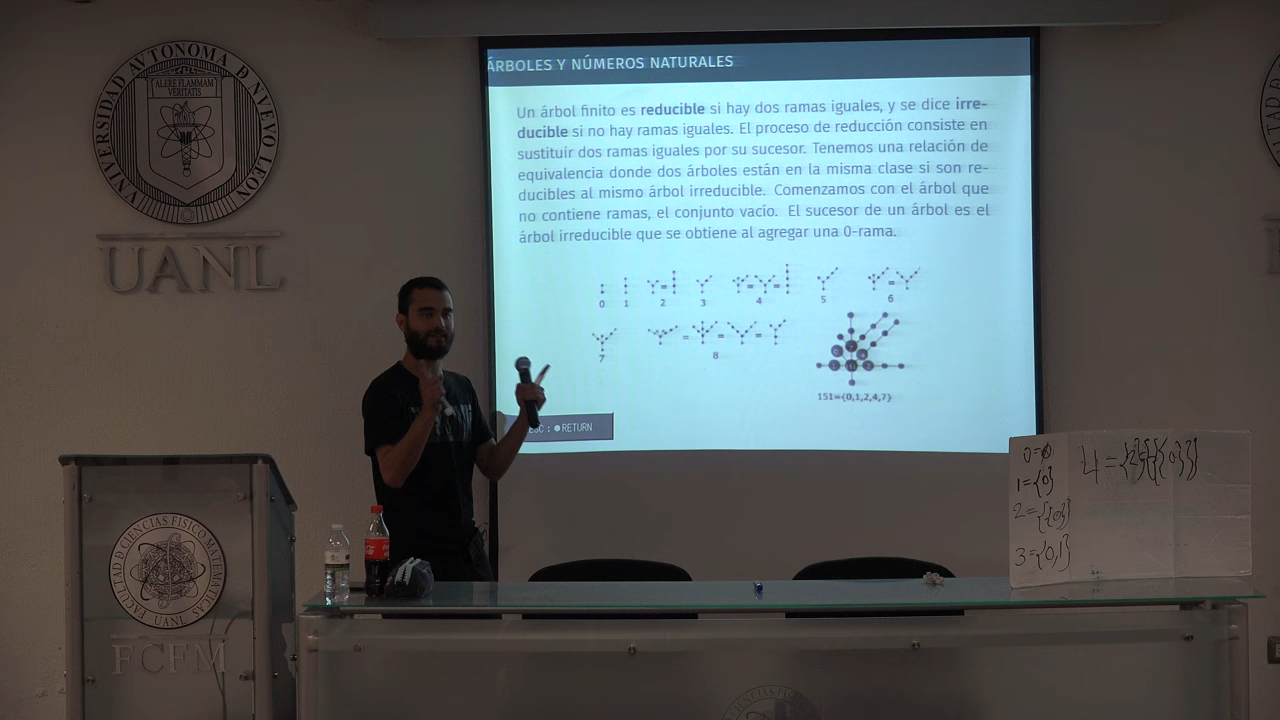 UNIVERSIDAD AVTONOMA D NVEVO LEON
ALERE FLAMMAM
VERITATIS
UANL
ÁRBOLES Y NÚMEROS NATURALES
Un árbol finito es reducible si hay dos ramas iguales, y se dice irre-
ducible si no hay ramas iguales. El proceso de reducción consiste en
sustituir dos ramas iguales por su sucesor. Tenemos una relación de
equivalencia donde dos árboles están en la misma clase si son re-
ducibles al mismo árbol irreducible. Comenzamos con el árbol que
no contiene ramas, el conjunto vacío. El sucesor de un árbol es el
árbol irreducible que se obtiene al agregar una 0-rama.
0 1 2 3 4 5 6
7 8
151={0,1,2,4,7}
ESC : ●RETURN
0=∅
1={0}
2={{0}}
3={0,1}
FACULTAD D CIENCIAS FISICO MATEMATICAS
UANL
FCFM